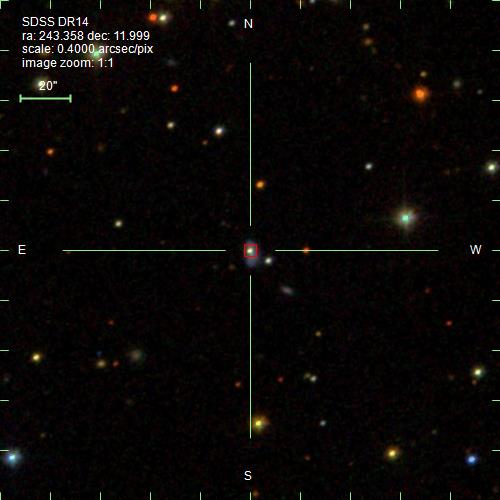 SDSS DR14
ra: 243.358 dec: 11.999
scale: 0.4000 arcsec/pix
image zoom: 1:1
20"
N
E
W
S